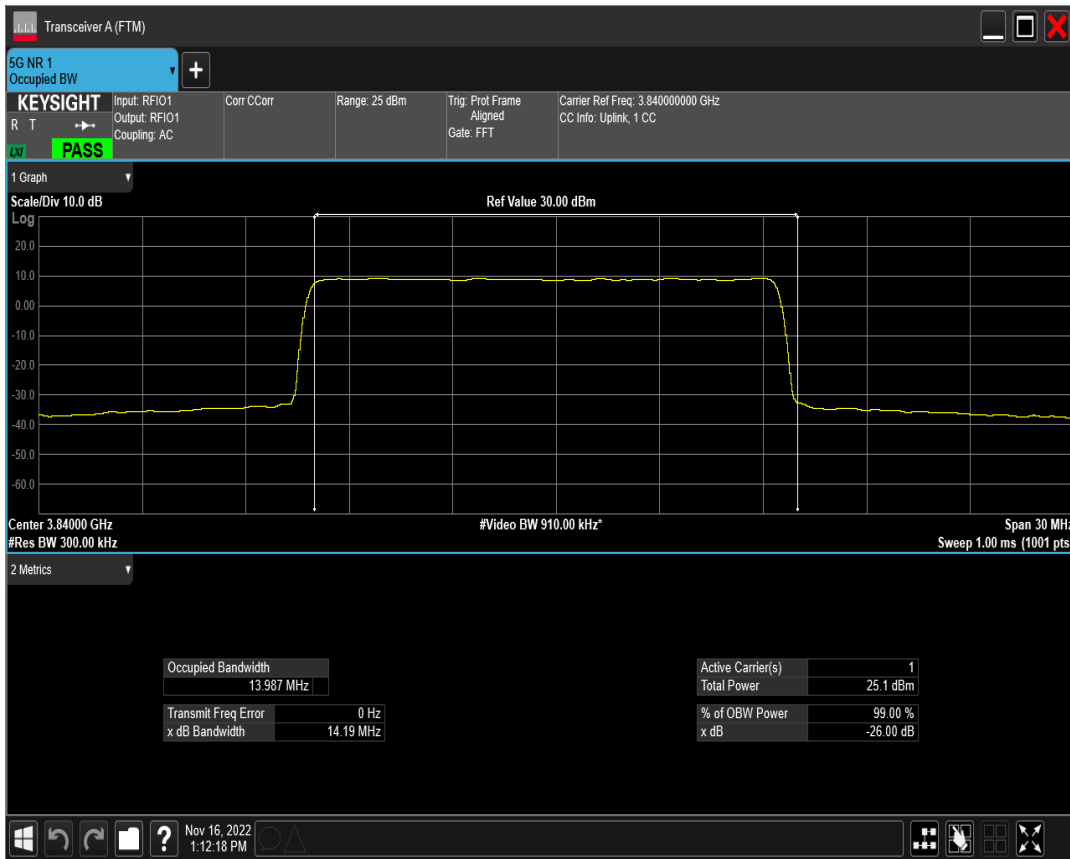 Transceiver A (FTM)
5G NR 1
Occupied BW
KEYSIGHT
R T
LXI
PASS
Input: RFIO1
Output: RFIO1
Coupling: AC
Corr CCorr
Range: 25 dBm
Trig: Prot Frame
Aligned
Gate: FFT
Carrier Ref Freq: 3.840000000 GHz
CC Info: Uplink, 1 CC
1 Graph
Scale/Div 10.0 dB
Ref Value 30.00 dBm
Log
20.0
10.0
0.00
-10.0
-20.0
-30.0
-40.0
-50.0
-60.0
Center 3.84000 GHz
#Video BW 910.00 kHz*
Span 30 MHz
#Res BW 300.00 kHz
Sweep 1.00 ms (1001 pts
2 Metrics
Occupied Bandwidth
13.987 MHz
Transmit Freq Error 0 Hz
x dB Bandwidth 14.19 MHz
Active Carrier(s) 1
Total Power 25.1 dBm
% of OBW Power 99.00 %
x dB -26.00 dB
?
Nov 16, 2022
1:12:18 PM